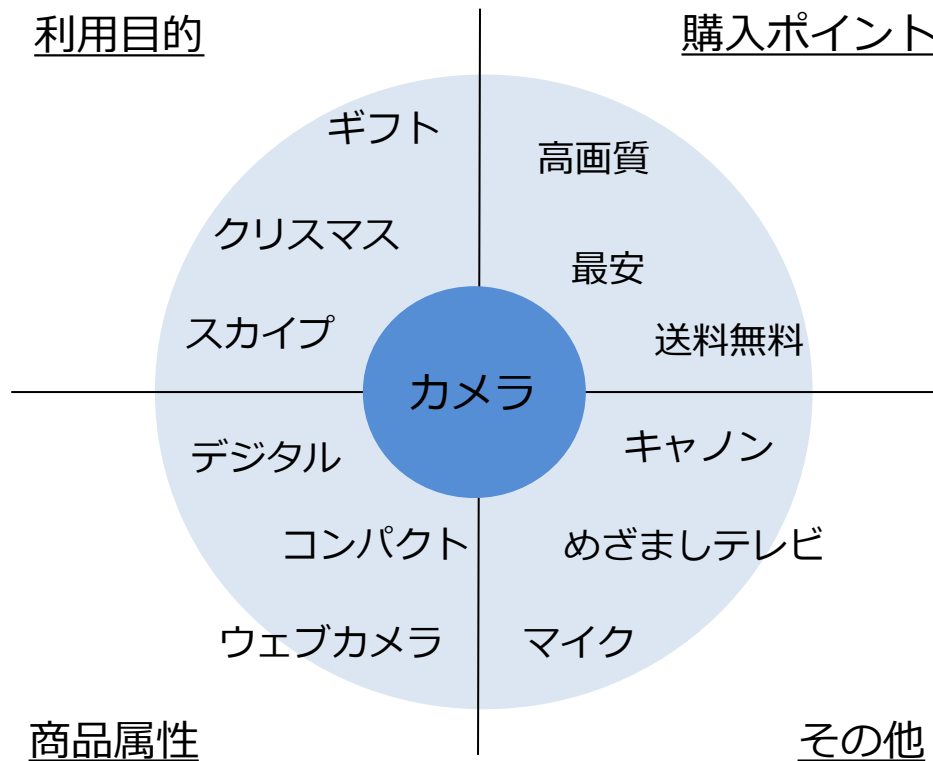 利用目的
購入ポイント
ギフト
高画質
クリスマス
最安
スカイプ
送料無料
カメラ
デジタル
キャノン
コンパクト
めざましテレビ
ウェブカメラ
マイク
商品属性
その他